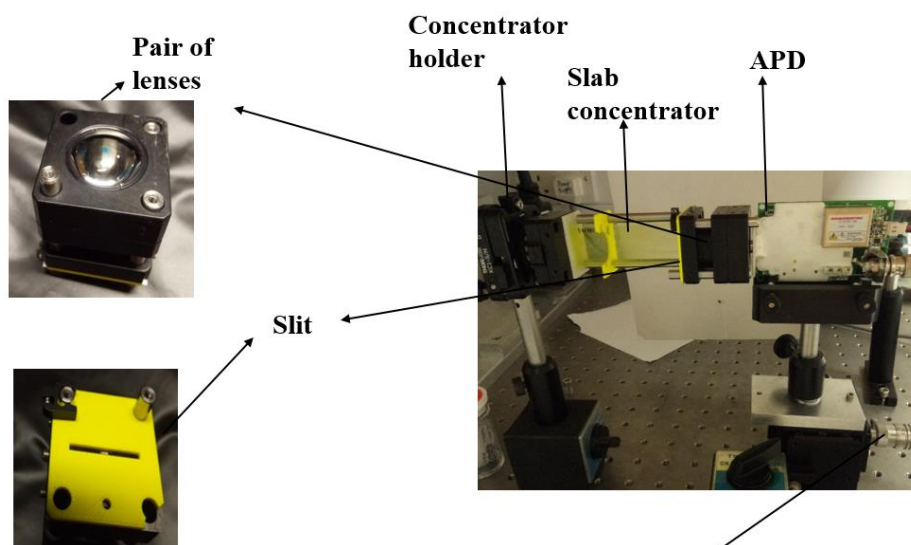 Pair of
lenses
Concentrator
holder
Slab
concentrator
APD
Slit